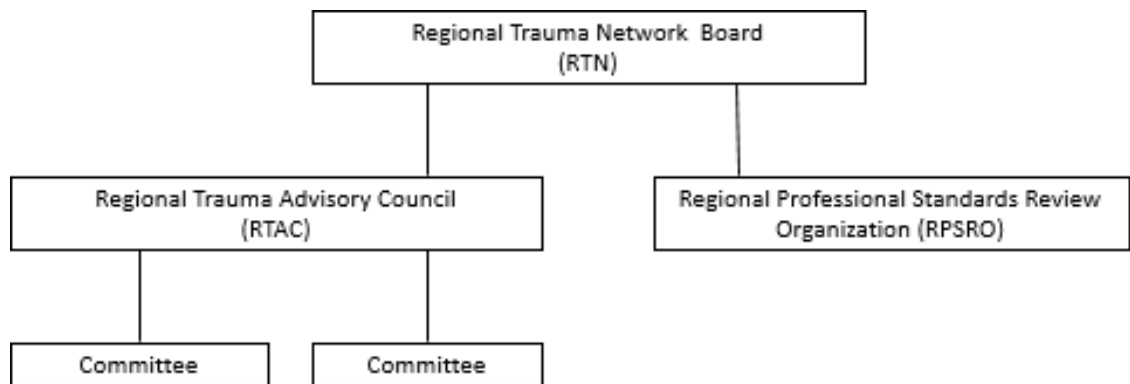 Regional Trauma Network  Board
(RTN)
Regional Trauma Advisory Council
(RTAC)
Regional Professional Standards Review
Organization (RPSRO)
Committee
Committee